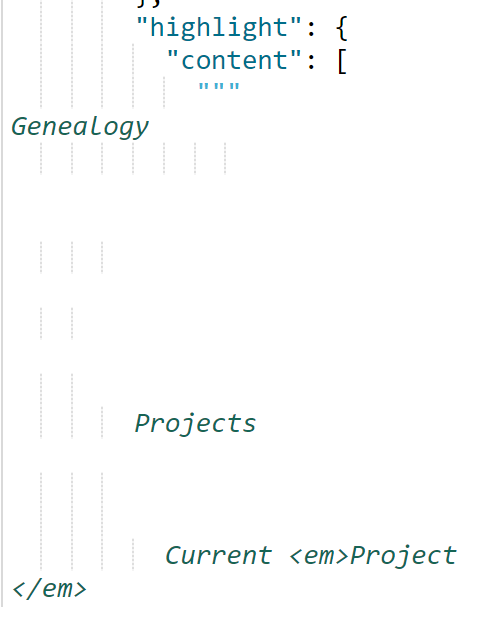 },
"highlight": {
"content": [
"""
Genealogy
Projects
Current <em>Project
</em>